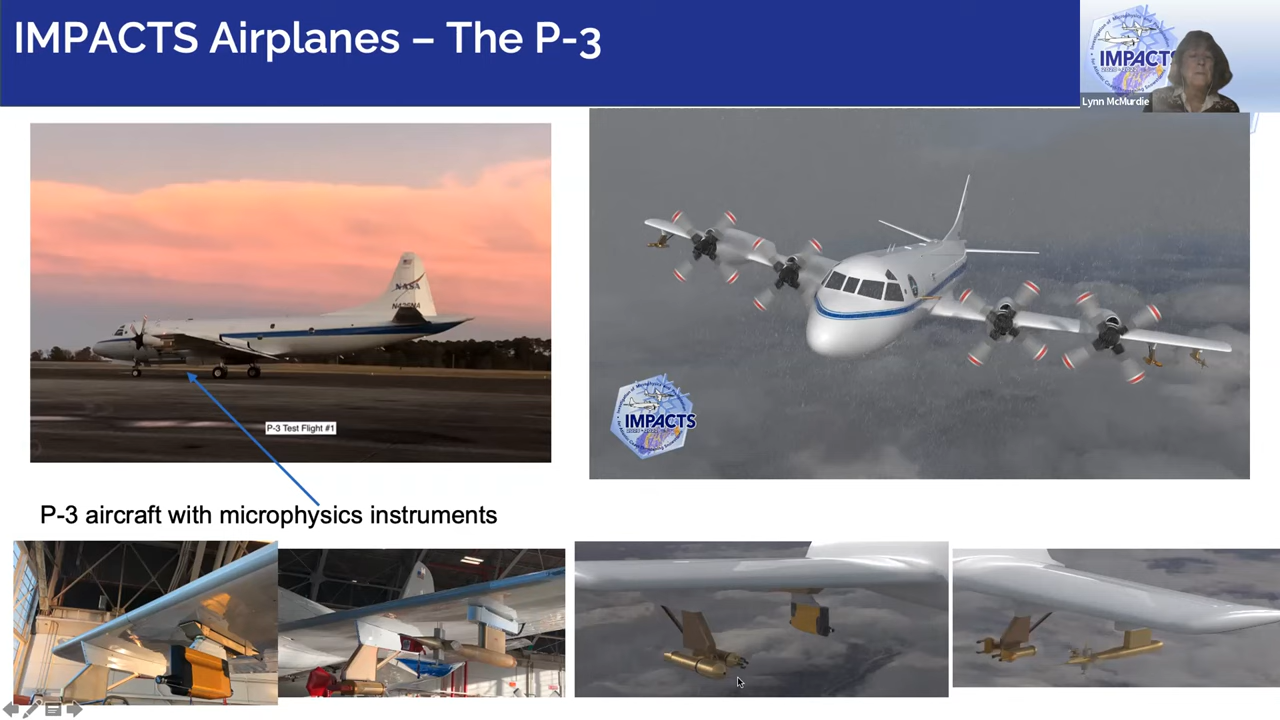 IMPACTS Airplanes – The P-3
IMPACTS
Lynn McMurdie
NASA
P-3 Test Flight #1
IMPACTS
P-3 aircraft with microphysics instruments